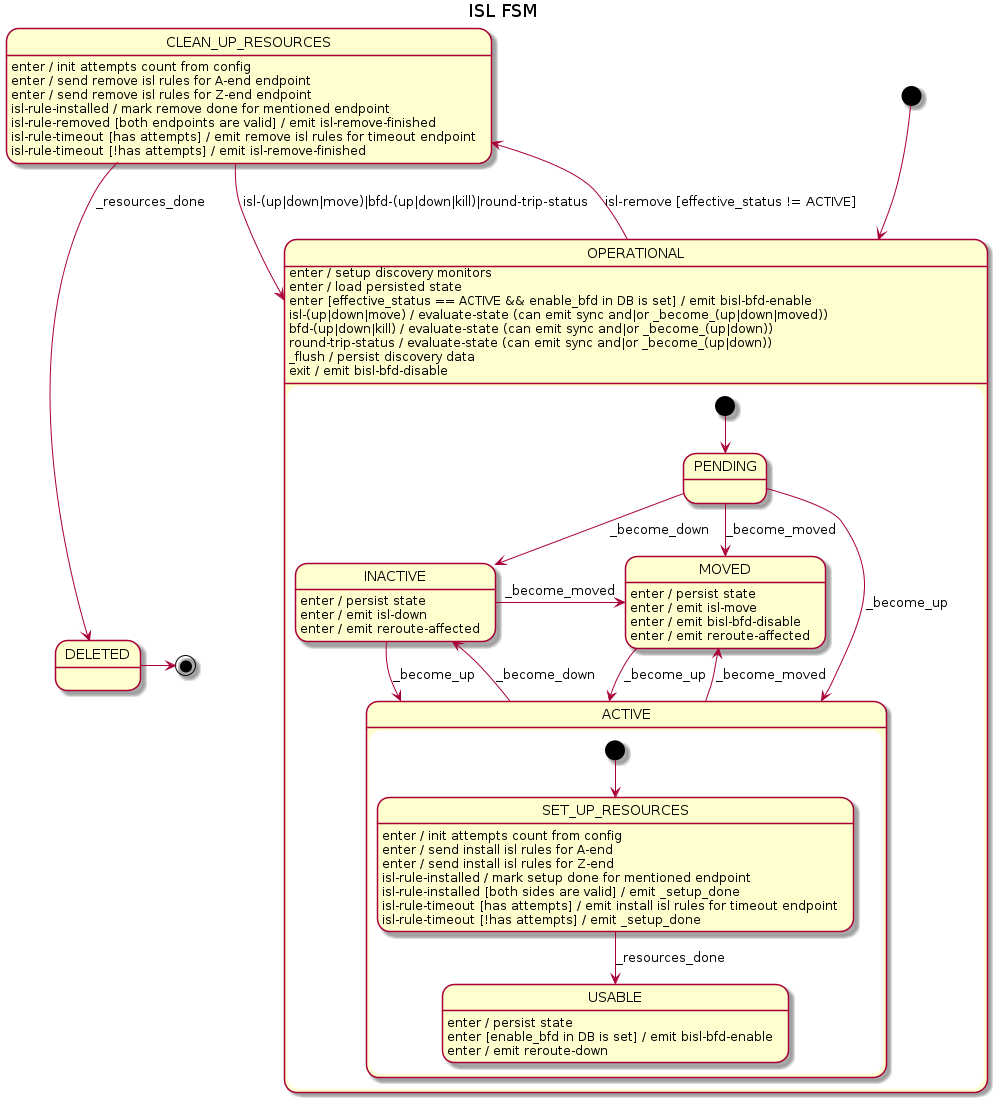 ISL FSM
CLEAN_UP_RESOURCES
enter / init attempts count from config
enter / send remove isl rules for A-end endpoint
enter / send remove isl rules for Z-end endpoint
isl-rule-installed / mark remove done for mentioned endpoint
isl-rule-removed [both endpoints are valid] / emit isl-remove-finished
isl-rule-timeout [has attempts] / emit remove isl rules for timeout endpoint
isl-rule-timeout [!has attempts] / emit isl-remove-finished
_resources_done
isl-(up|down|move)|bfd-(up|down|kill)|round-trip-status
isl-remove [effective_status != ACTIVE]
OPERATIONAL
enter / setup discovery monitors
enter / load persisted state
enter [effective_status == ACTIVE && enable_bfd in DB is set] / emit bisl-bfd-enable
isl-(up|down|move) / evaluate-state (can emit sync and|or _become_(up|down|moved))
bfd-(up|down|kill) / evaluate-state (can emit sync and|or _become_(up|down))
round-trip-status / evaluate-state (can emit sync and|or _become_(up|down))
_flush / persist discovery data
exit / emit bisl-bfd-disable
PENDING
_become_down
_become_moved
INACTIVE
enter / persist state
enter / emit isl-down
enter / emit reroute-affected
_become_moved
MOVED
enter / persist state
enter / emit isl-move
enter / emit bisl-bfd-disable
enter / emit reroute-affected
_become_up
DELETED
_become_up
_become_down
_become_up
_become_moved
ACTIVE
SET_UP_RESOURCES
enter / init attempts count from config
enter / send install isl rules for A-end
enter / send install isl rules for Z-end
isl-rule-installed / mark setup done for mentioned endpoint
isl-rule-installed [both sides are valid] / emit _setup_done
isl-rule-timeout [has attempts] / emit install isl rules for timeout endpoint
isl-rule-timeout [!has attempts] / emit _setup_done
_resources_done
USABLE
enter / persist state
enter [enable_bfd in DB is set] / emit bisl-bfd-enable
enter / emit reroute-down